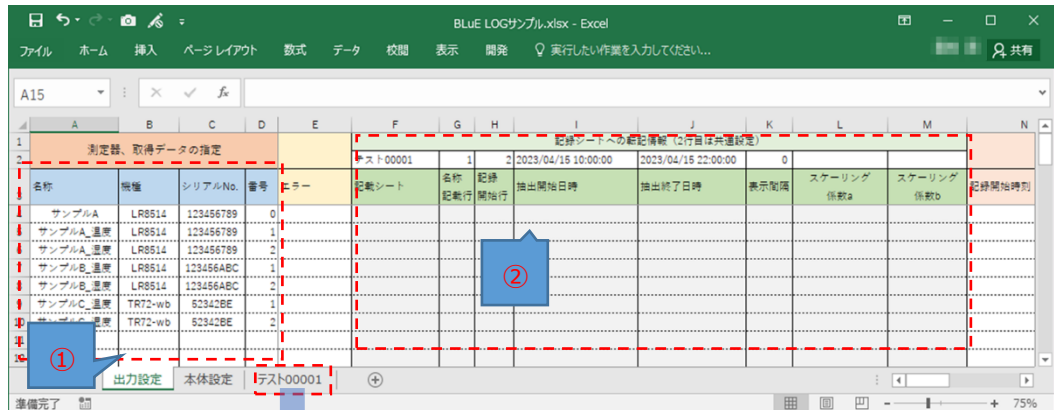 BLuE LOGサンプル.xlsx - Excel
ファイル ホーム 挿入 ページ レイアウト 数式 データ 校閲 表示 開発 実行したい作業を入力してください... 共有
A15 fx
A B C D E F G H I J K L M N
1 測定器、取得データの指定 記録シートへの転記情報（2行目は共通設定）
2 テスト00001 1 2 2023/04/15 10:00:00 2023/04/15 22:00:00 0
3 名称 機種 シリアルNo. 番号 エラー 記載シート 名称記載行 記録開始行 抽出開始日時 抽出終了日時 表示間隔 スケーリング係数a スケーリング係数b 記録開始時刻
4 サンプルA LR8514 123456789 0
5 サンプルA_温度 LR8514 123456789 1
6 サンプルA_湿度 LR8514 123456789 2
7 サンプルB_温度 LR8514 123456ABC 1
8 サンプルB_湿度 LR8514 123456ABC 2
9 サンプルC_温度 TR72-wb 52342BE 1
10 TR72-wb 52342BE 2
11
12
①
②
出力設定 本体設定 テスト00001
準備完了 75%